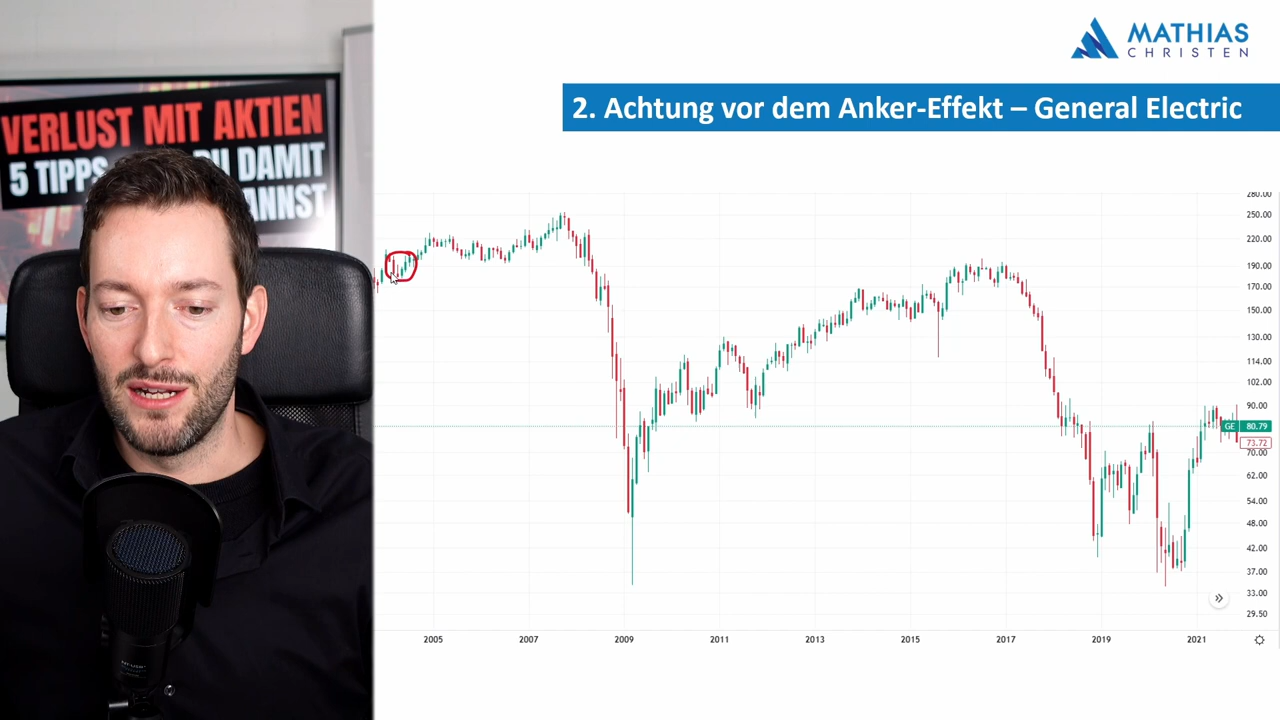 MATHIAS
CHRISTEN
2. Achtung vor dem Anker-Effekt – General Electric
VERLUST MIT AKTIEN
5 TIPPS DU DAMIT
280.00
250.00
220.00
190.00
170.00
150.00
130.00
114.00
102.00
90.00
GE 80.79
73.72
70.00
62.00
54.00
48.00
42.00
37.00
33.00
29.50
2005 2007 2009 2011 2013 2015 2017 2019 2021